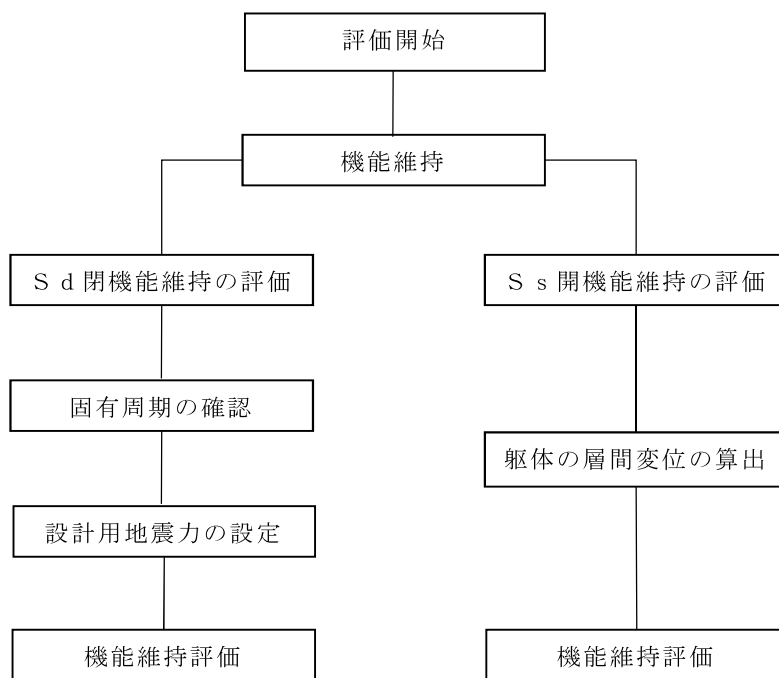 評価開始
機能維持
Ｓｄ閉機能維持の評価
Ｓｓ開機能維持の評価
固有周期の確認
躯体の層間変位の算出
設計用地震力の設定
機能維持評価
機能維持評価